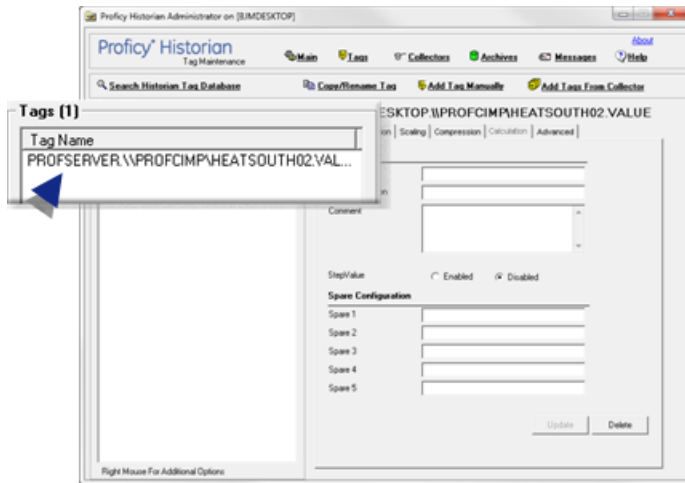 Proficy Historian Administrator on [BJMDESKTOP]
Proficy Historian
Tag Maintenance
Main Tags Collectors Archives Messages About Help
Search Historian Tag Database Copy/Rename Tag Add Tag Manually Add Tags From Collector
Tags (1)
Tag Name
PROFSERVER.\\PROFCIMP\HEATSOUTH02.VAL...
SKTOP.\\PROFCIMP\HEATSOUTH02.VALUE
Scaling Compression Calculation Advanced
Comment
StepValue Enabled Disabled
Spare Configuration
Spare 1
Spare 2
Spare 3
Spare 4
Spare 5
Update Delete
Right Mouse For Additional Options